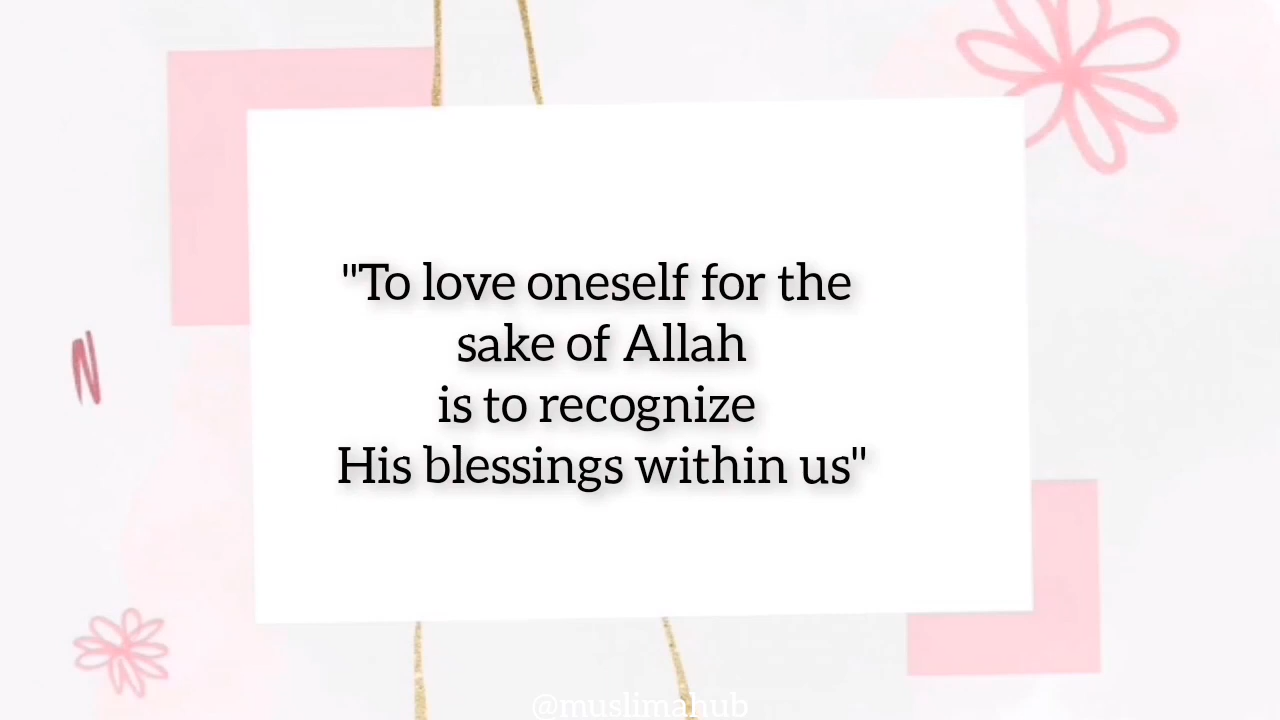 "To love oneself for the
sake of Allah
is to recognize
His blessings within us"
@muslimahub